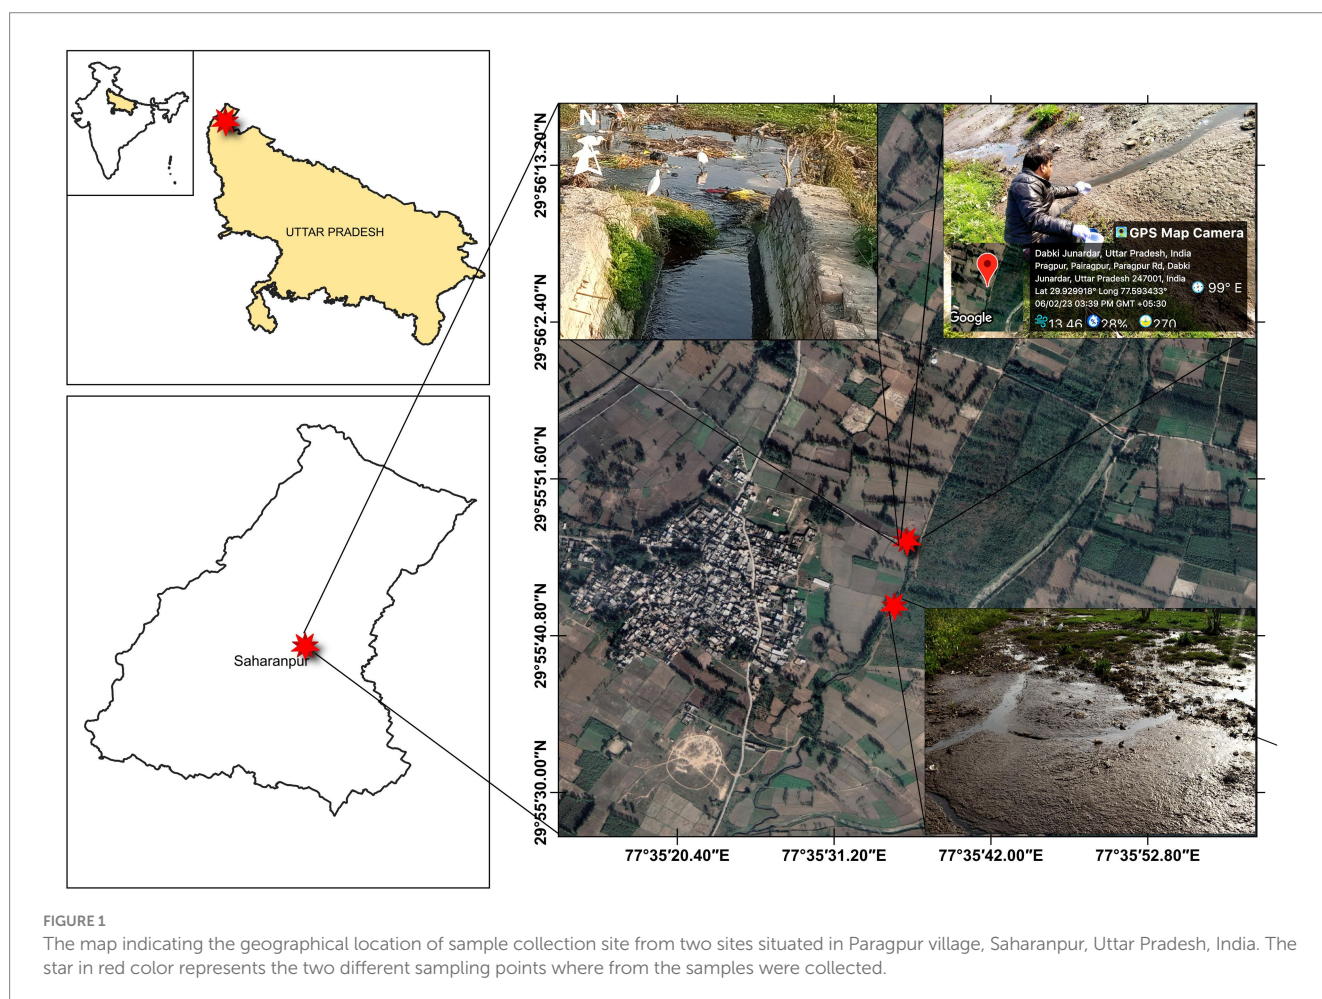 UTTAR PRADESH
Saharanpur
N
29°56′13.20″N
29°56′2.40″N
29°55′51.60″N
29°55′40.80″N
29°55′30.00″N
77°35′20.40″E
77°35′31.20″E
77°35′42.00″E
77°35′52.80″E
GPS Map Camera
Dabki Junardar, Uttar Pradesh, India
Pragpur, Pairagpur, Paragpur Rd, Dabki
Junardar, Uttar Pradesh 247001, India
Lat 29.929918° Long 77.593433°
06/02/23 03:39 PM GMT +05:30
99° E
13.46 28% 270
Google
FIGURE 1
The map indicating the geographical location of sample collection site from two sites situated in Paragpur village, Saharanpur, Uttar Pradesh, India. The
star in red color represents the two different sampling points where from the samples were collected.